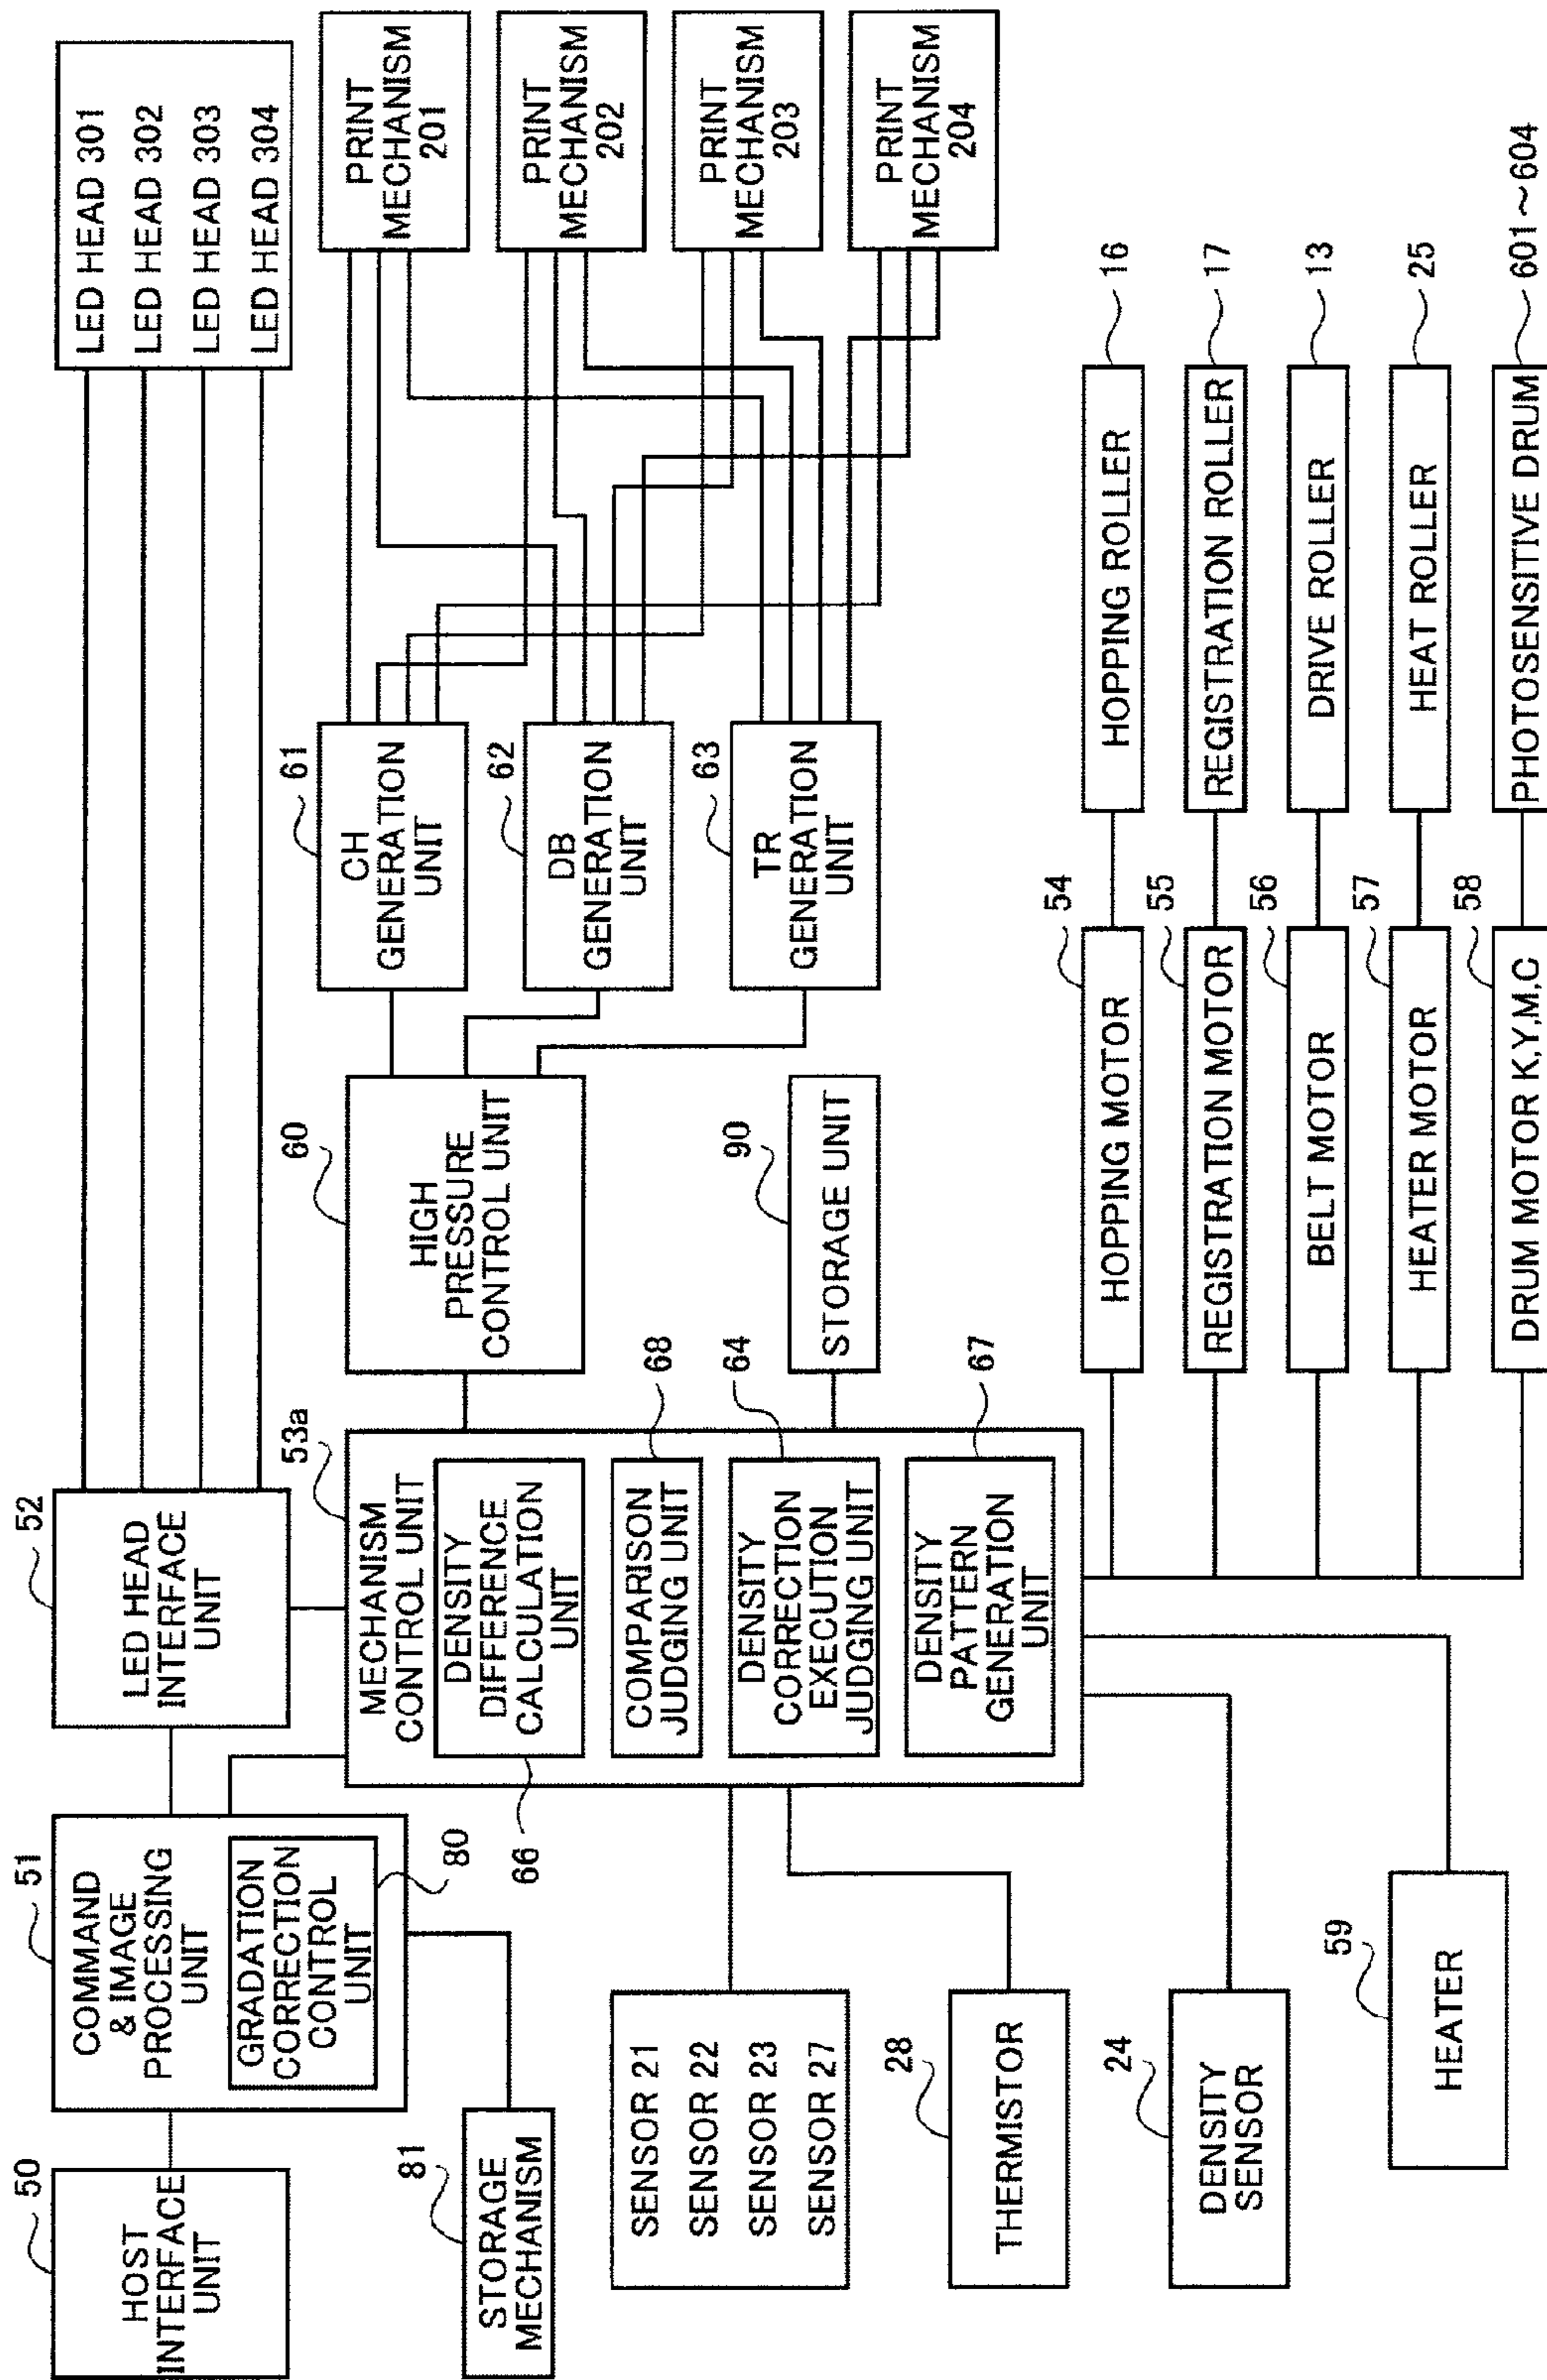 50
HOST
INTERFACE
UNIT
51
COMMAND
& IMAGE
PROCESSING
UNIT
GRADATION
CORRECTION
CONTROL
UNIT
80
81
STORAGE
MECHANISM
52
LED HEAD
INTERFACE
UNIT
LED HEAD 301
LED HEAD 302
LED HEAD 303
LED HEAD 304
53a
MECHANISM
CONTROL UNIT
DENSITY
DIFFERENCE
CALCULATION
UNIT
66
COMPARISON
JUDGING UNIT
68
DENSITY
CORRECTION
EXECUTION
JUDGING UNIT
64
DENSITY
PATTERN
GENERATION
UNIT
67
60
HIGH
PRESSURE
CONTROL UNIT
90
STORAGE UNIT
61
CH
GENERATION
UNIT
62
DB
GENERATION
UNIT
63
TR
GENERATION
UNIT
PRINT
MECHANISM
201
PRINT
MECHANISM
202
PRINT
MECHANISM
203
PRINT
MECHANISM
204
SENSOR 21
SENSOR 22
SENSOR 23
SENSOR 27
28
THERMISTOR
24
DENSITY
SENSOR
59
HEATER
54
HOPPING MOTOR
HOPPING ROLLER
16
55
REGISTRATION MOTOR
REGISTRATION ROLLER
17
56
BELT MOTOR
DRIVE ROLLER
13
57
HEATER MOTOR
HEAT ROLLER
25
58
DRUM MOTOR K,Y,M,C
PHOTOSENSITIVE DRUM
601~604